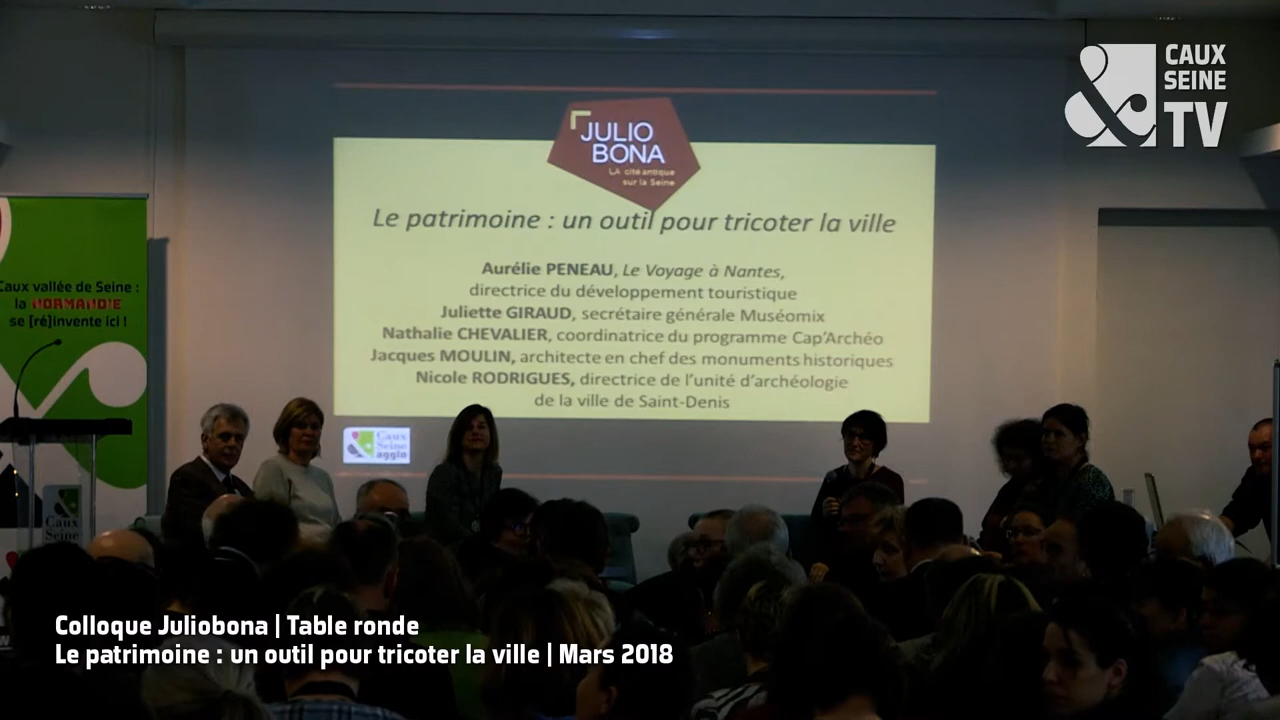 CAUX
SEINE
TV
JULIO
BONA
LA cité antique
sur la Seine
Le patrimoine : un outil pour tricoter la ville
Aurélie PENEAU, Le Voyage à Nantes,
directrice du développement touristique
Juliette GIRAUD, secrétaire générale Muséomix
Nathalie CHEVALIER, coordinatrice du programme Cap'Archéo
Jacques MOULIN, architecte en chef des monuments historiques
Nicole RODRIGUES, directrice de l'unité d'archéologie
de la ville de Saint-Denis
Caux
Seine
agglo
Caux vallée de Seine :
la NORMANDIE
se [ré]invente ici !
Caux
Seine
Colloque Juliobona | Table ronde
Le patrimoine : un outil pour tricoter la ville | Mars 2018